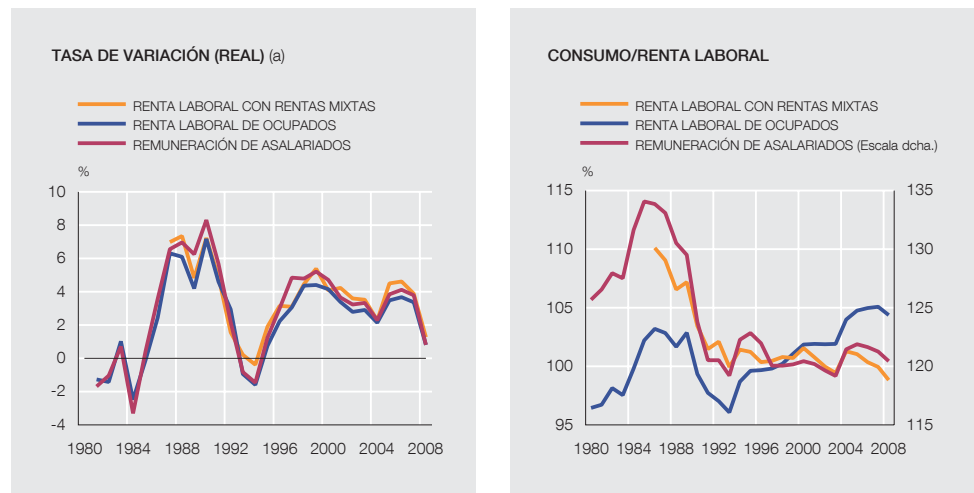 TASA DE VARIACIÓN (REAL) (a)
RENTA LABORAL CON RENTAS MIXTAS
RENTA LABORAL DE OCUPADOS
REMUNERACIÓN DE ASALARIADOS
%
10
8
6
4
2
0
-2
-4
1980 1984 1988 1992 1996 2000 2004 2008
CONSUMO/RENTA LABORAL
RENTA LABORAL CON RENTAS MIXTAS
RENTA LABORAL DE OCUPADOS
REMUNERACIÓN DE ASALARIADOS (Escala dcha.)
%
115 135
110 130
105 125
100 120
95 115
1980 1984 1988 1992 1996 2000 2004 2008